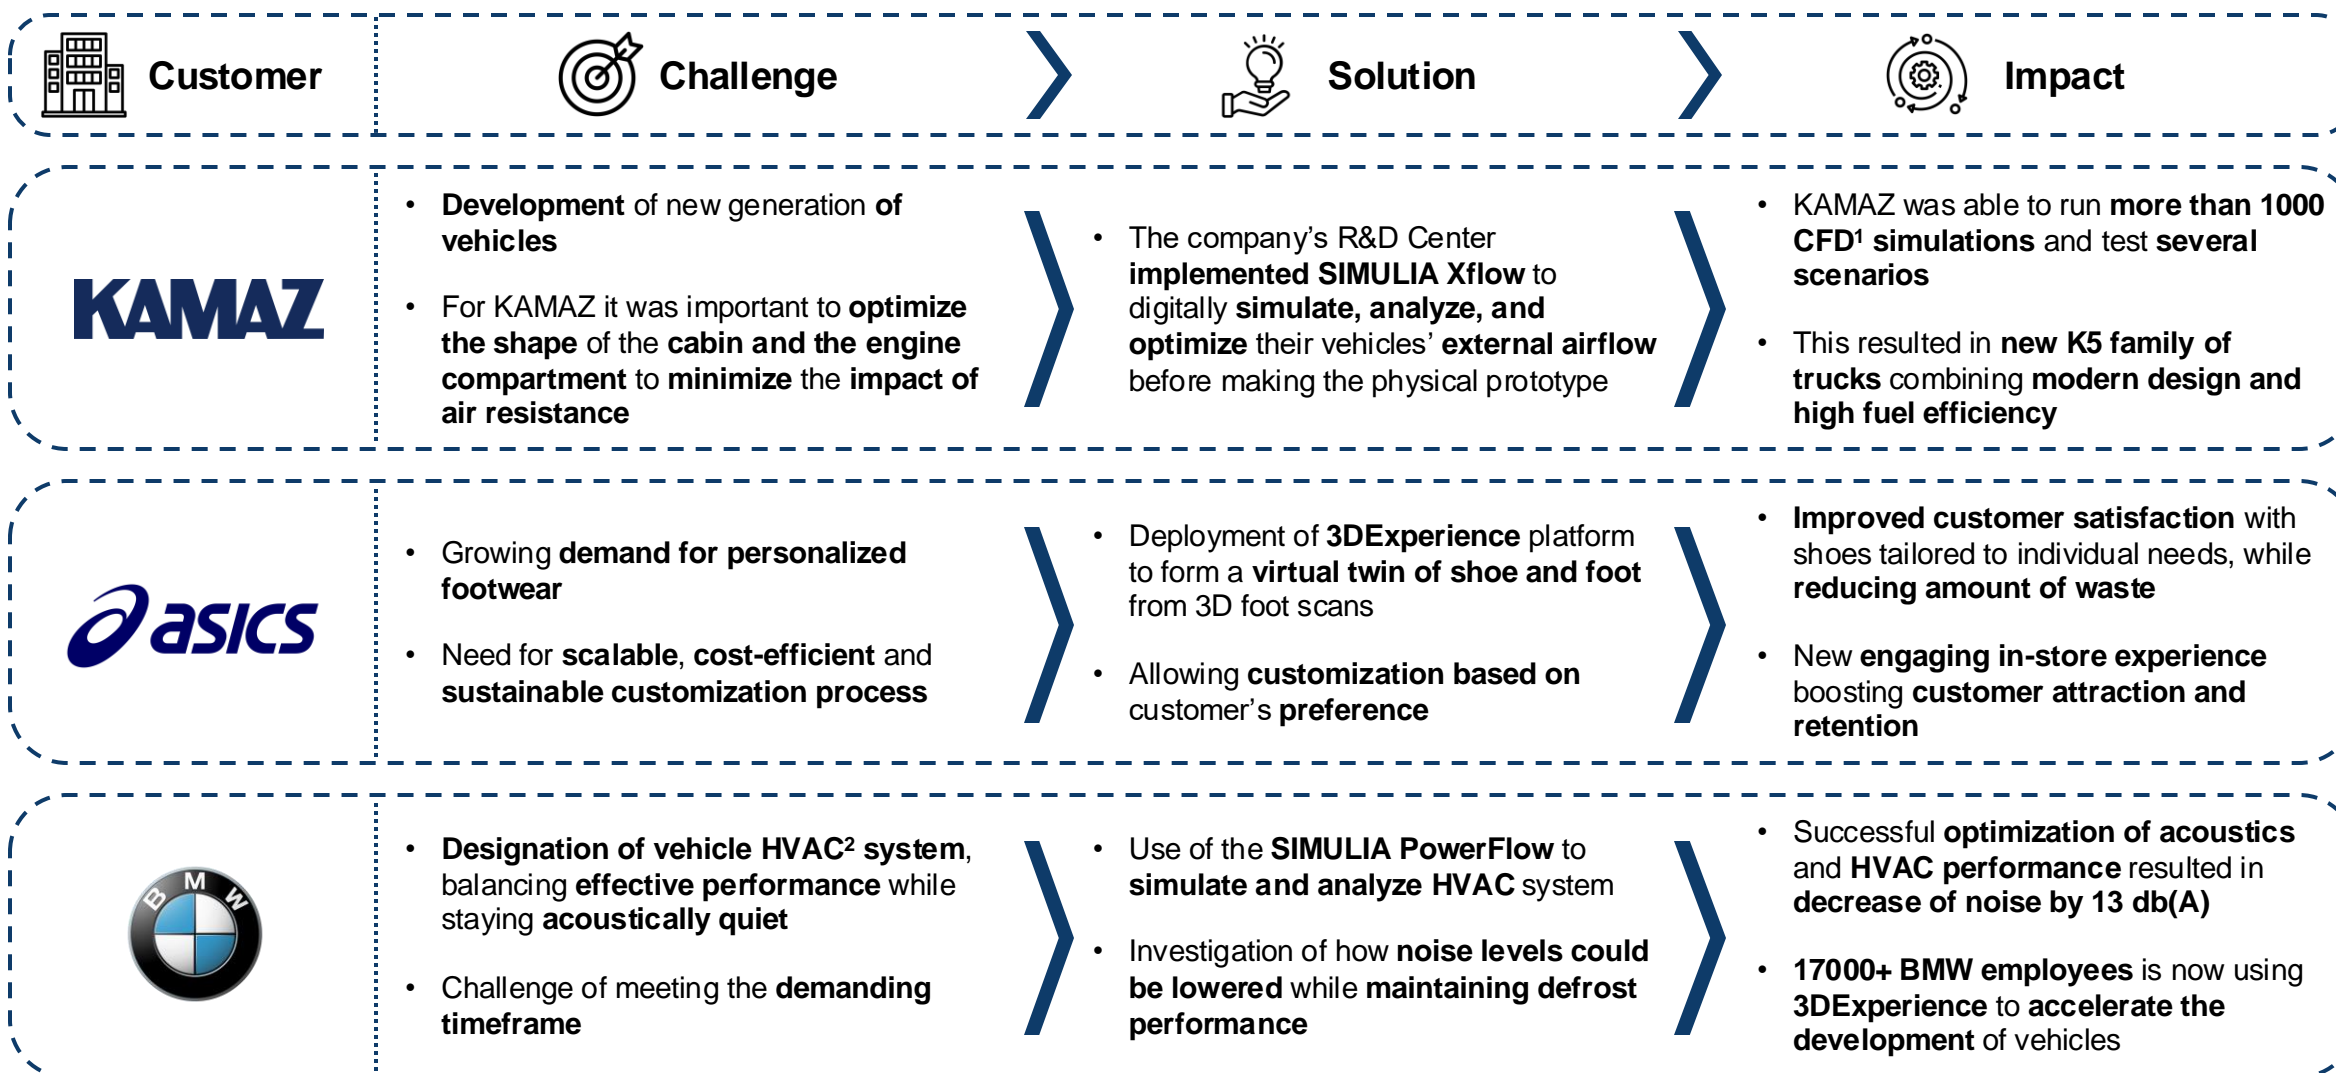 Customer
Challenge
Solution
Impact
KAMAZ
• Development of new generation of
vehicles
• For KAMAZ it was important to optimize
the shape of the cabin and the engine
compartment to minimize the impact of
air resistance
• The company’s R&D Center
implemented SIMULIA Xflow to
digitally simulate, analyze, and
optimize their vehicles’ external airflow
before making the physical prototype
• KAMAZ was able to run more than 1000
CFD¹ simulations and test several
scenarios
• This resulted in new K5 family of
trucks combining modern design and
high fuel efficiency
asics
• Growing demand for personalized
footwear
• Need for scalable, cost-efficient and
sustainable customization process
• Deployment of 3DExperience platform
to form a virtual twin of shoe and foot
from 3D foot scans
• Allowing customization based on
customer’s preference
• Improved customer satisfaction with
shoes tailored to individual needs, while
reducing amount of waste
• New engaging in-store experience
boosting customer attraction and
retention
BMW
• Designation of vehicle HVAC² system,
balancing effective performance while
staying acoustically quiet
• Challenge of meeting the demanding
timeframe
• Use of the SIMULIA PowerFlow to
simulate and analyze HVAC system
• Investigation of how noise levels could
be lowered while maintaining defrost
performance
• Successful optimization of acoustics
and HVAC performance resulted in
decrease of noise by 13 db(A)
• 17000+ BMW employees is now using
3DExperience to accelerate the
development of vehicles